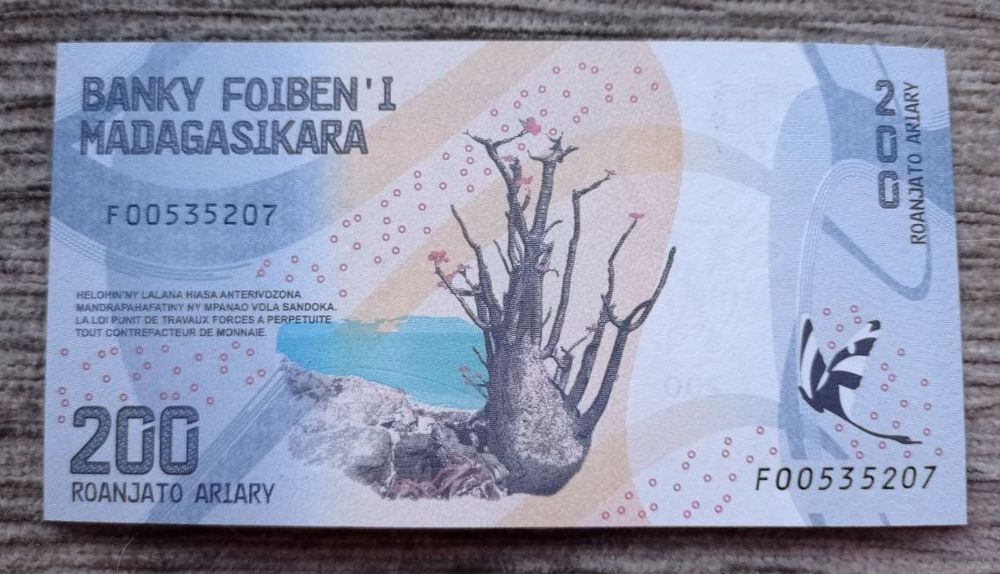 BANKY FOIBEN'I
MADAGASIKARA
F00535207
HELOHIN'NY LALANA HIASA ANTERIVOZONA
MANDRAPAHAFATINY NY MPANAO VOLA SANDOKA.
LA LOI PUNIT DE TRAVAUX FORCES A PERPETUITE
TOUT CONTREFACTEUR DE MONNAIE.
200
ROANJATO ARIARY
200
ROANJATO ARIARY
200
F00535207